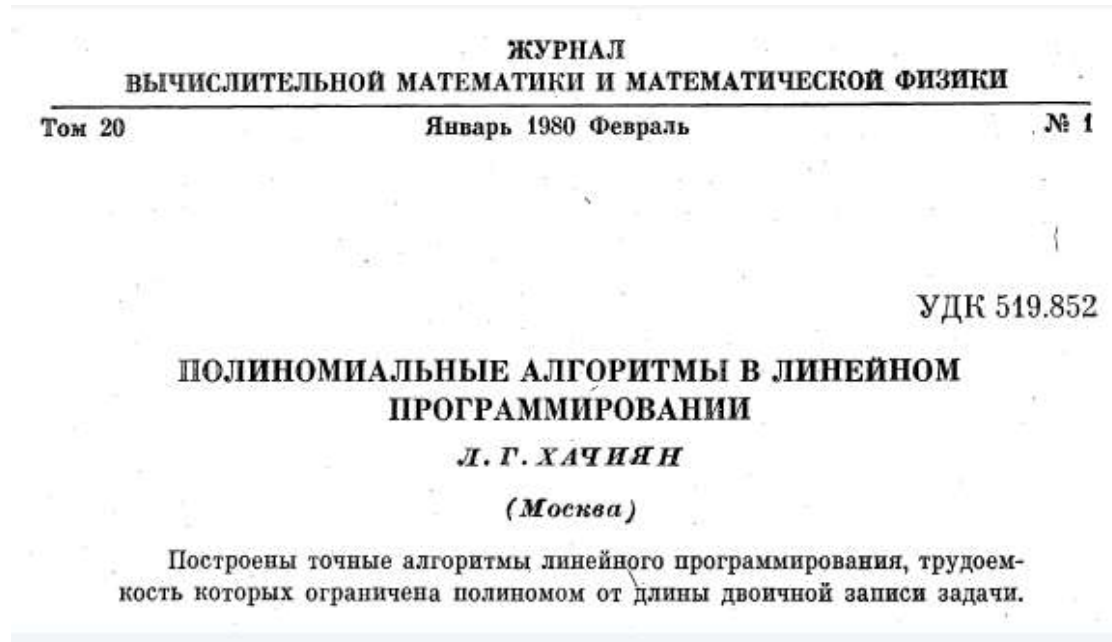 ЖУРНАЛ
ВЫЧИСЛИТЕЛЬНОЙ МАТЕМАТИКИ И МАТЕМАТИЧЕСКОЙ ФИЗИКИ
Том 20 Январь 1980 Февраль № 1
УДК 519.852
ПОЛИНОМИАЛЬНЫЕ АЛГОРИТМЫ В ЛИНЕЙНОМ
ПРОГРАММИРОВАНИИ
Л. Г. ХАЧИЯН
(Москва)
Построены точные алгоритмы линейного программирования, трудоем-
кость которых ограничена полиномом от длины двоичной записи задачи.